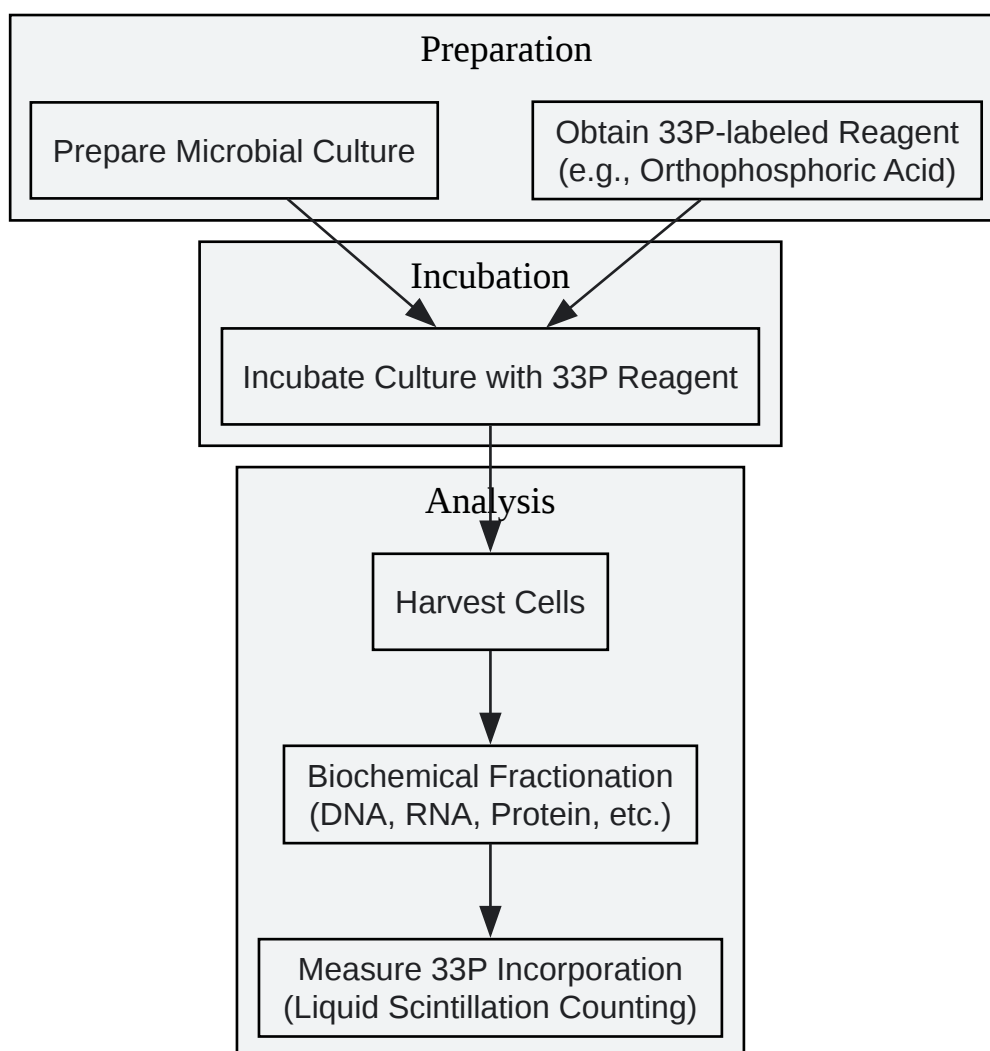 Preparation
Prepare Microbial Culture
Obtain 33P-labeled Reagent
(e.g., Orthophosphoric Acid)
Incubation
Incubate Culture with 33P Reagent
Analysis
Harvest Cells
Biochemical Fractionation
(DNA, RNA, Protein, etc.)
Measure 33P Incorporation
(Liquid Scintillation Counting)